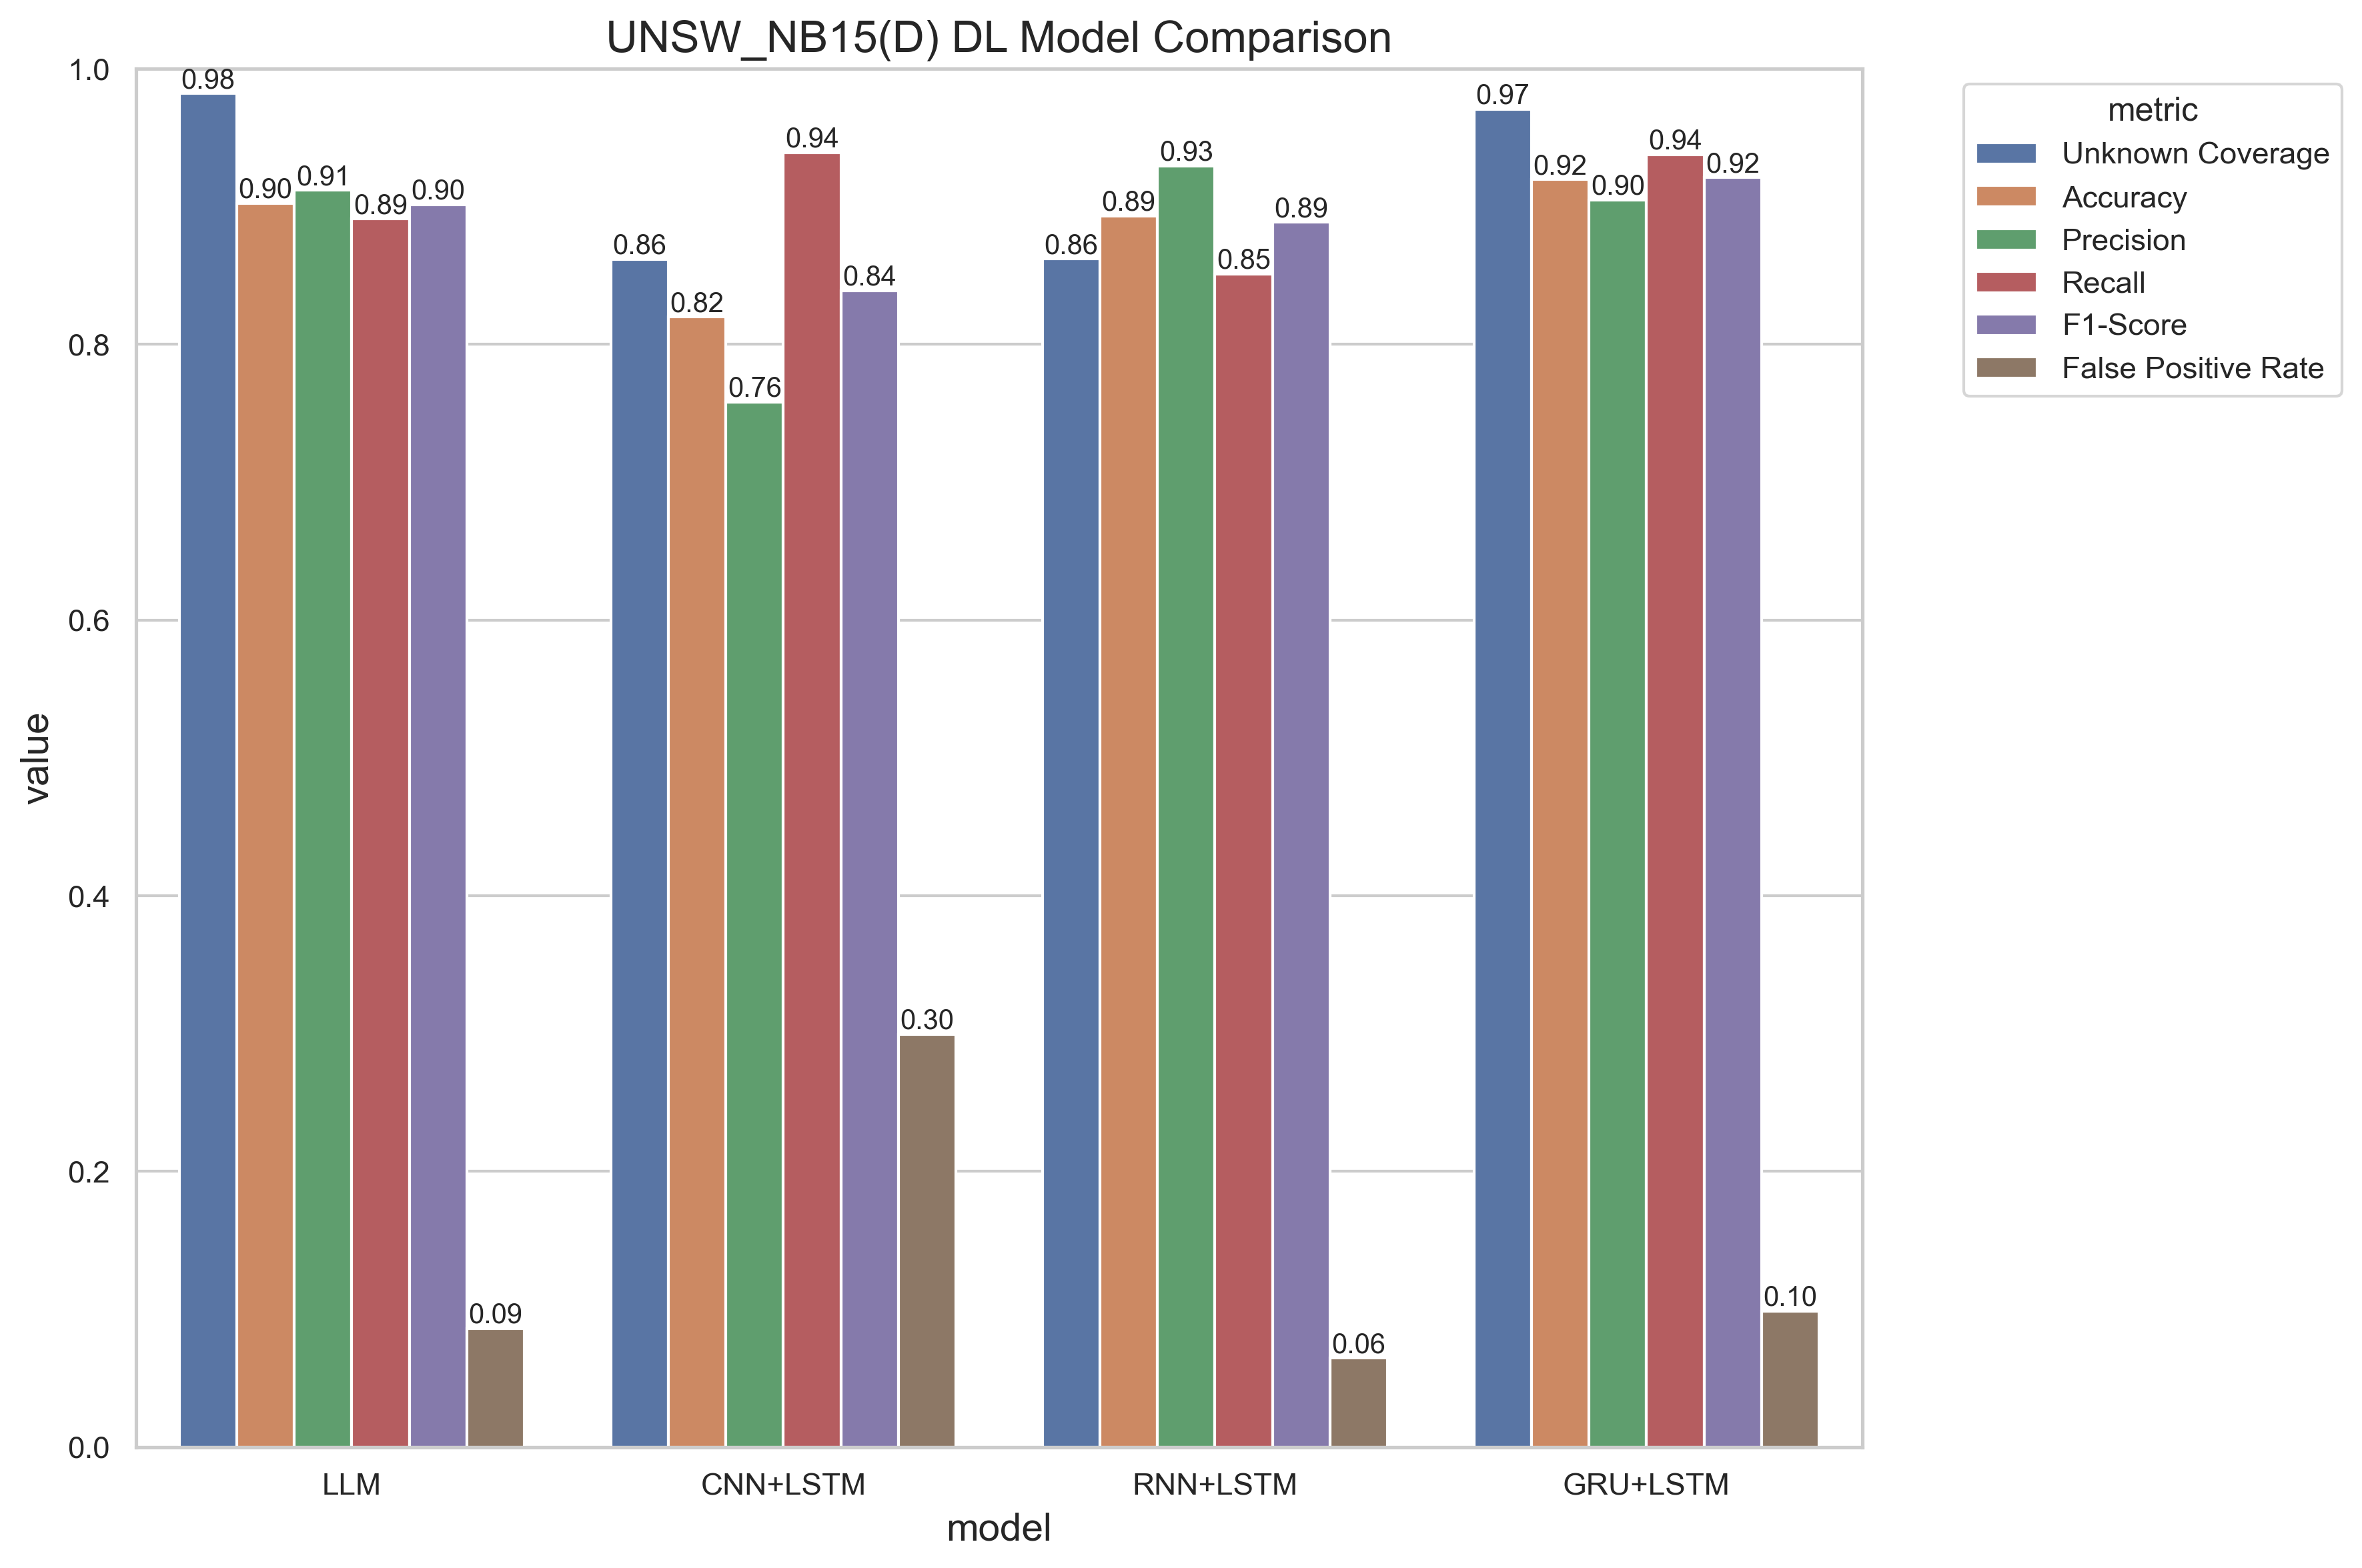 UNSW_NB15(D) DL Model Comparison
metric
Unknown Coverage
Accuracy
Precision
Recall
F1-Score
False Positive Rate
value
1.0
0.8
0.6
0.4
0.2
0.0
0.98
0.90
0.91
0.89
0.90
0.09
0.86
0.82
0.76
0.94
0.84
0.30
0.86
0.89
0.93
0.85
0.89
0.06
0.97
0.92
0.90
0.94
0.92
0.10
LLM
CNN+LSTM
RNN+LSTM
GRU+LSTM
model